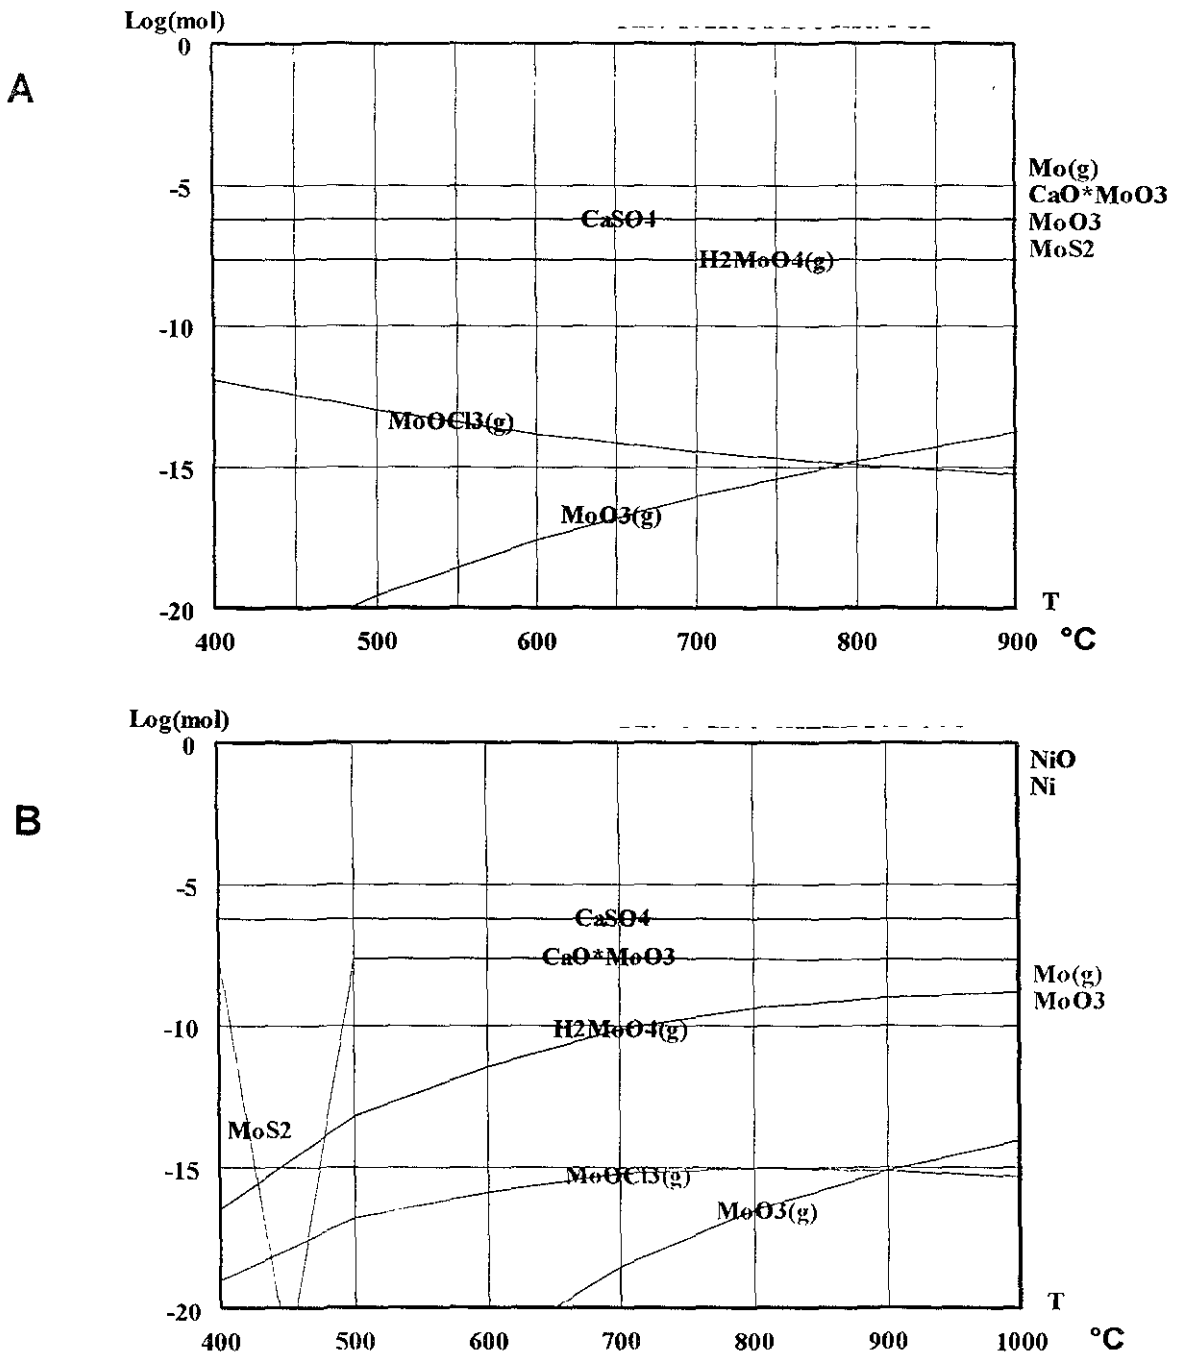 Log(mol)
0
A
Mo(g)
-5
CaO*MoO3
CaSO4
MoO3
MoS2
H2MoO4(g)
-10
MoOCl3(g)
-15
MoO3(g)
-20
T
400 500 600 700 800 900 °C
Log(mol)
0
NiO
Ni
B
-5
CaSO4
CaO*MoO3
Mo(g)
MoO3
-10
H2MoO4(g)
MoS2
-15
MoOCl3(g)
MoO3(g)
-20
T
400 500 600 700 800 900 1000 °C